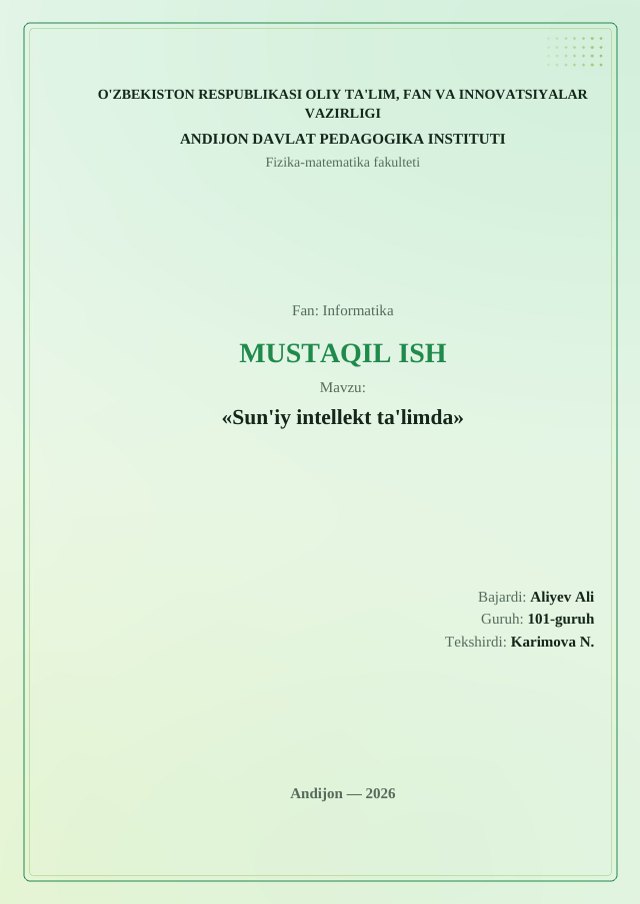 O'ZBEKISTON RESPUBLIKASI OLIY TA'LIM, FAN VA INNOVATSIYALAR
VAZIRLIGI
ANDIJON DAVLAT PEDAGOGIKA INSTITUTI
Fizika-matematika fakulteti
Fan: Informatika
MUSTAQIL ISH
Mavzu:
«Sun'iy intellekt ta'limda»
Bajardi: Aliyev Ali
Guruh: 101-guruh
Tekshirdi: Karimova N.
Andijon — 2026